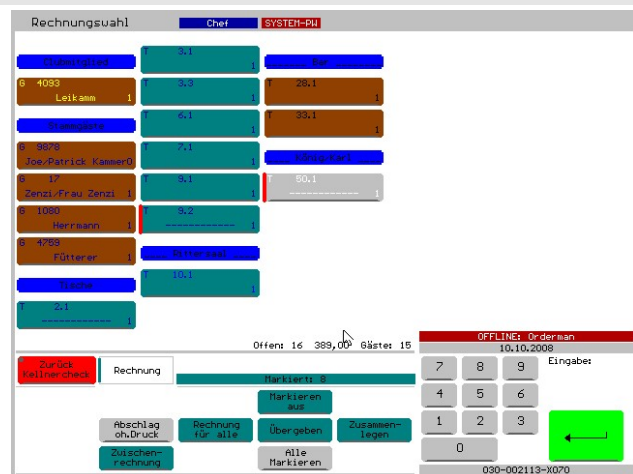 Rechnungswahl
Chef
SYSTEM-PW
Clubmitglied
G 4093
Leikamm 1
Stammgäste
G 9878
Joe/Patrick Kammer0
G 17
Zenzi/Frau Zenzi 1
G 1080
Herrmann 1
G 4759
Fütterer 1
Tische
T 2.1
------------ 1
T 3.1
1
T 3.3
1
T 6.1
1
T 7.1
1
T 9.1
1
T 9.2
------------ 1
Rittersaal
T 10.1
1
Bar
T 28.1
1
T 33.1
1
König Karl
T 50.1
------------ 1
Offen: 16 389,00 Gäste: 15
Zurück
Kellnercheck
Rechnung
Markiert: 8
Markieren
aus
Abschlag
oh.Druck
Rechnung
für alle
Übergeben
Zusammen-
legen
Zwischen-
rechnung
Alle
Markieren
OFFLINE: Orderman
10.10.2008
Eingabe:
7 8 9
4 5 6
1 2 3
0
030-002113-X070